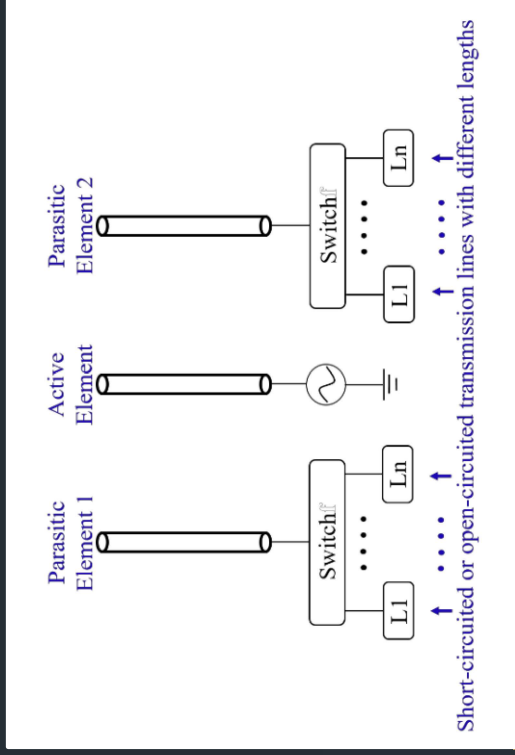 Parasitic
Element 1
Active
Element
Parasitic
Element 2
Switch
Switch
L1
Ln
L1
Ln
Short-circuited or open-circuited transmission lines with different lengths